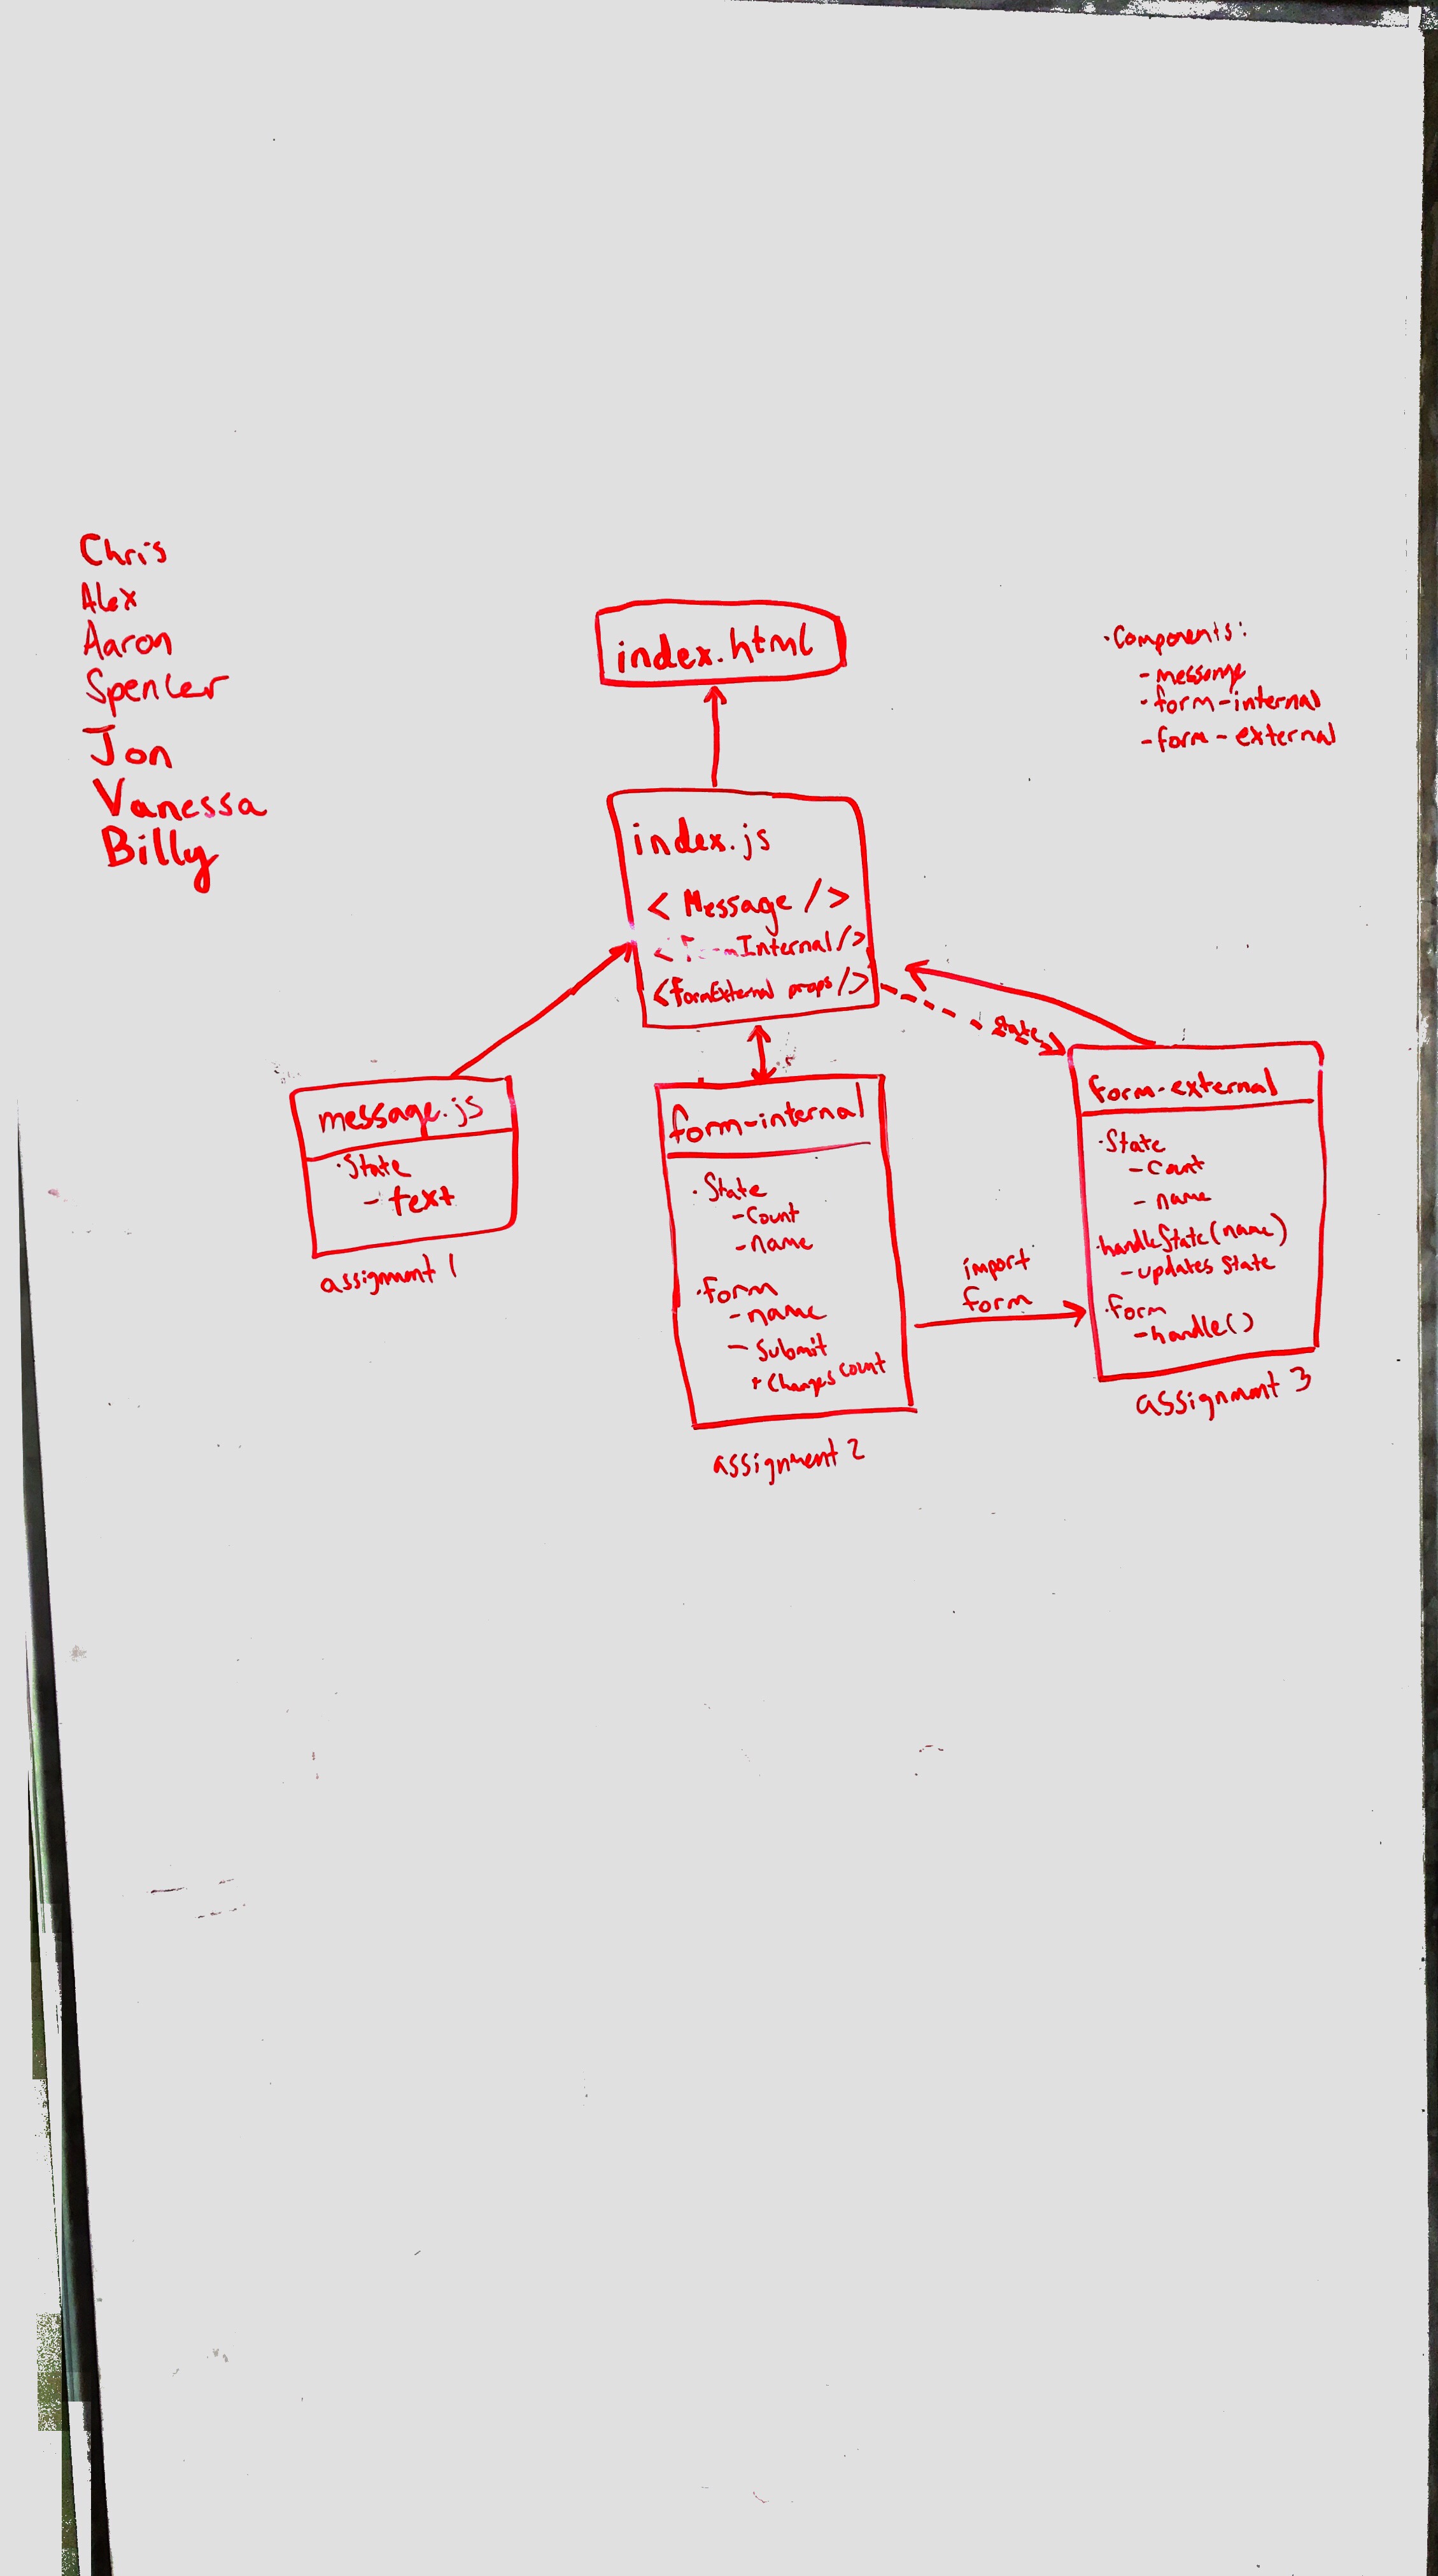 Chris
Alex
Aaron
Spencer
Jon
Vanessa
Billy
index.html
·Components:
-message
-form-internal
-form-external
index.js
<Message />
<FormInternal/>
<FormExternal props/>
state
message.js
·State
-text
assignment 1
form-internal
·State
-Count
-name
·form
-name
-Submit
+Changes count
assignment 2
import
form
form-external
·State
-Count
-name
·handleState(name)
-updates state
·form
-handle()
assignment 3